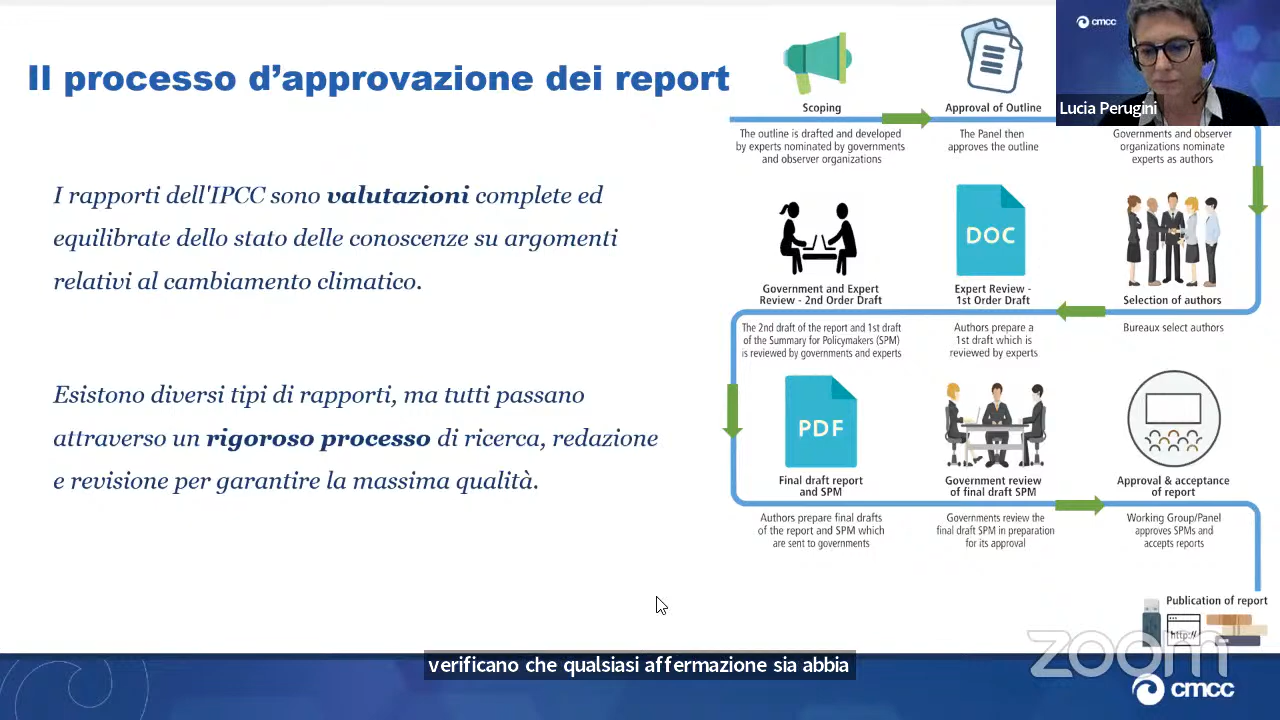 Il processo d'approvazione dei report
I rapporti dell'IPCC sono valutazioni complete ed
equilibrate dello stato delle conoscenze su argomenti
relativi al cambiamento climatico.
Esistono diversi tipi di rapporti, ma tutti passano
attraverso un rigoroso processo di ricerca, redazione
e revisione per garantire la massima qualità.
Scoping
The outline is drafted and developed
by experts nominated by governments
and observer organizations
Approval of Outline
The Panel then
approves the outline
cmcc
Lucia Perugini
Governments and observer
organizations nominate
experts as authors
Government and Expert
Review - 2nd Order Draft
The 2nd draft of the report and 1st draft
of the Summary for Policymakers (SPM)
is reviewed by governments and experts
DOC
Expert Review -
1st Order Draft
Authors prepare a
1st draft which is
reviewed by experts
Selection of authors
Bureaux select authors
PDF
Final draft report
and SPM
Authors prepare final drafts
of the report and SPM which
are sent to governments
Government review
of final draft SPM
Governments review the
final draft SPM in preparation
for its approval
Approval & acceptance
of report
Working Group/Panel
approves SPMs and
accepts reports
Publication of report
http://
zoom
verificano che qualsiasi affermazione sia abbia
cmcc